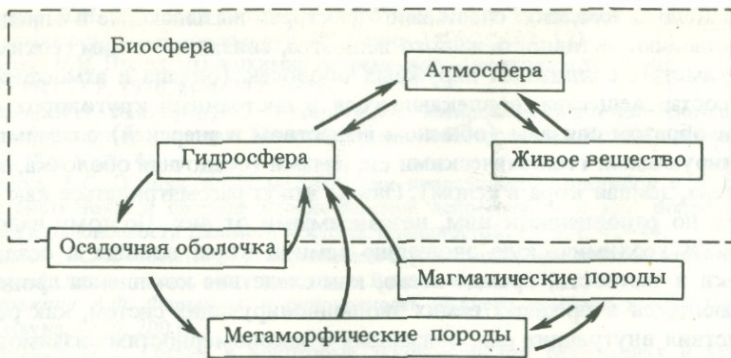 Биосфера
Атмосфера
Гидросфера
Живое вещество
Осадочная оболочка
Магматические породы
Метаморфические породы